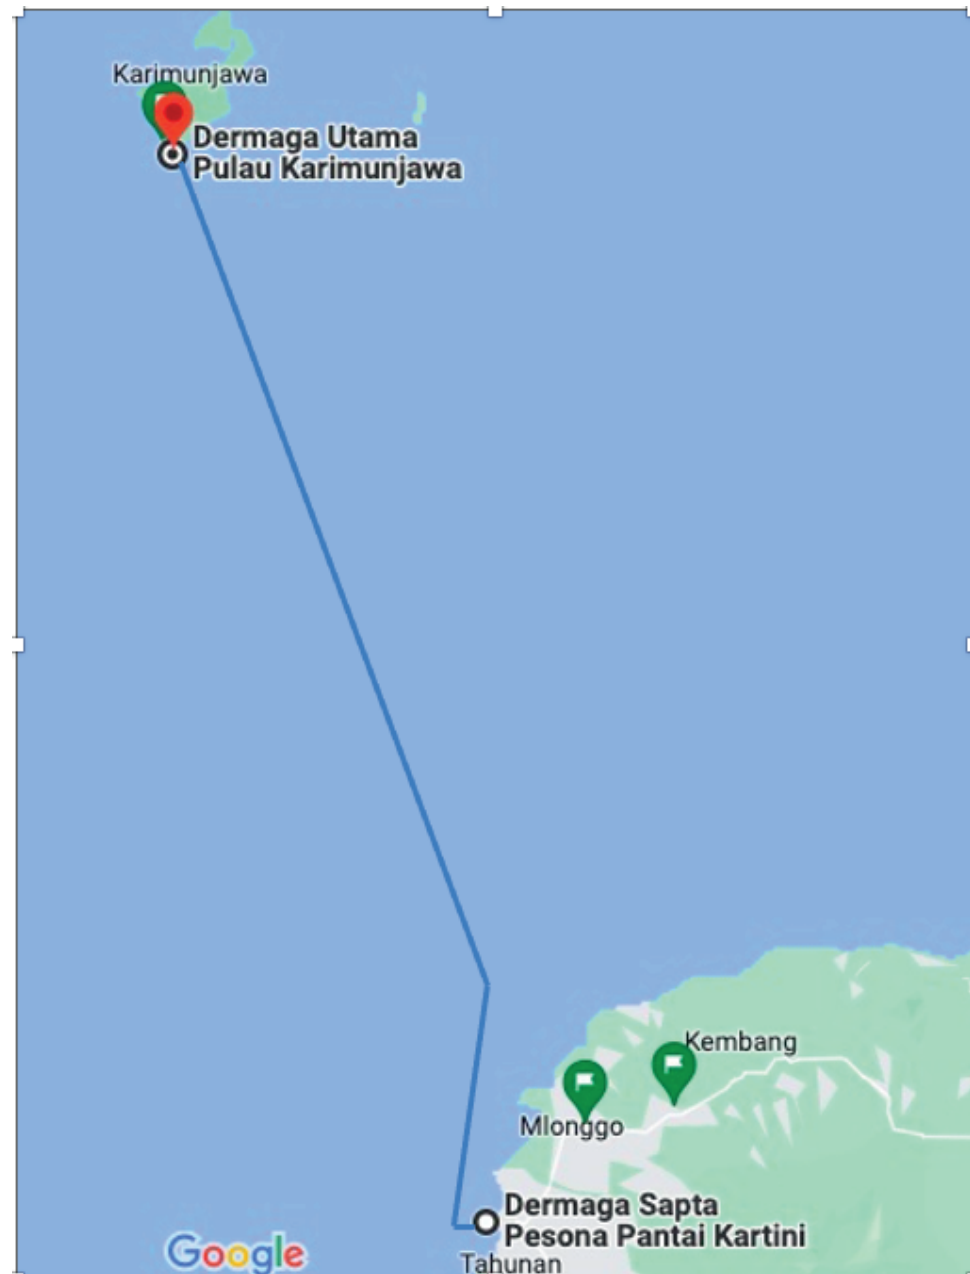 Karimunjawa
Dermaga Utama
Pulau Karimunjawa
Kembang
Mlonggo
Dermaga Sapta
Pesona Pantai Kartini
Google
Tahunan